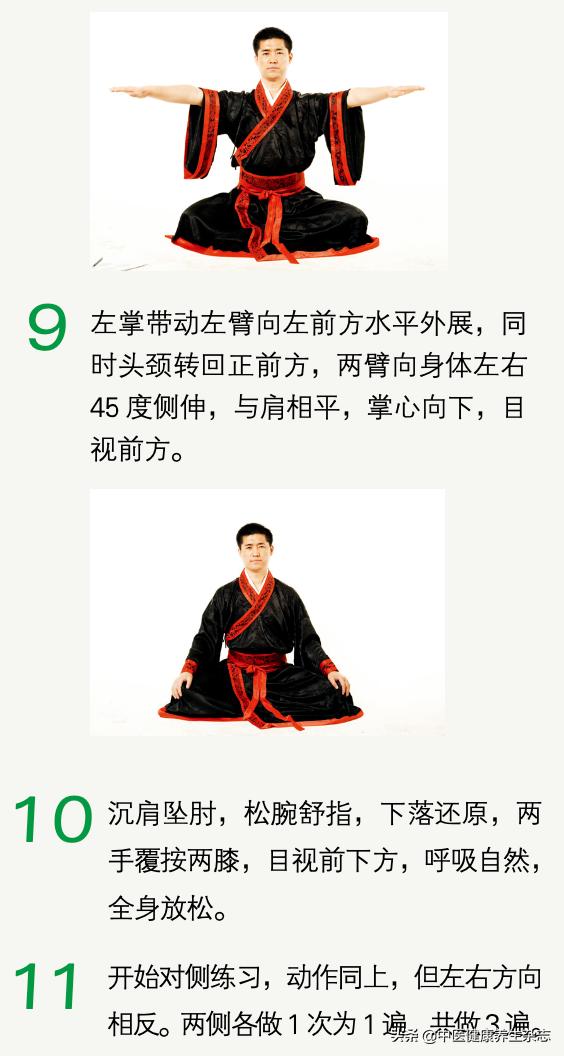 9
左掌带动左臂向左前方水平外展，同
时头颈转回正前方，两臂向身体左右
45 度侧伸，与肩相平，掌心向下，目
视前方。
10
沉肩坠肘，松腕舒指，下落还原，两
手覆按两膝，目视前下方，呼吸自然，
全身放松。
11
开始对侧练习，动作同上，但左右方向
相反。两侧各做 1 次为 1 遍，共做 3 遍。
头条 @中医健康养生杂志